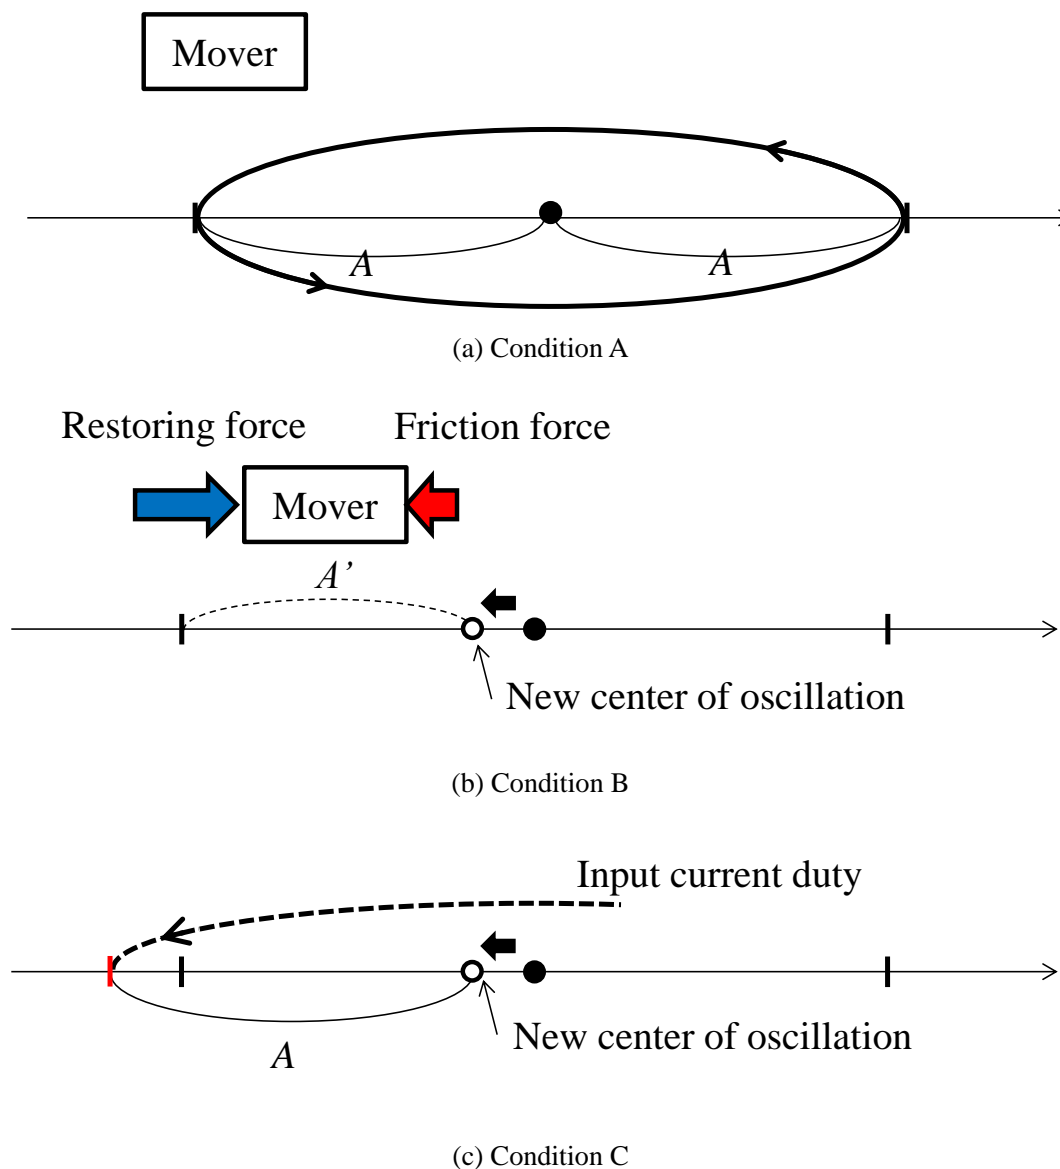 Mover
A
A
(a) Condition A
Restoring force
Friction force
Mover
A’
New center of oscillation
(b) Condition B
Input current duty
New center of oscillation
A
(c) Condition C